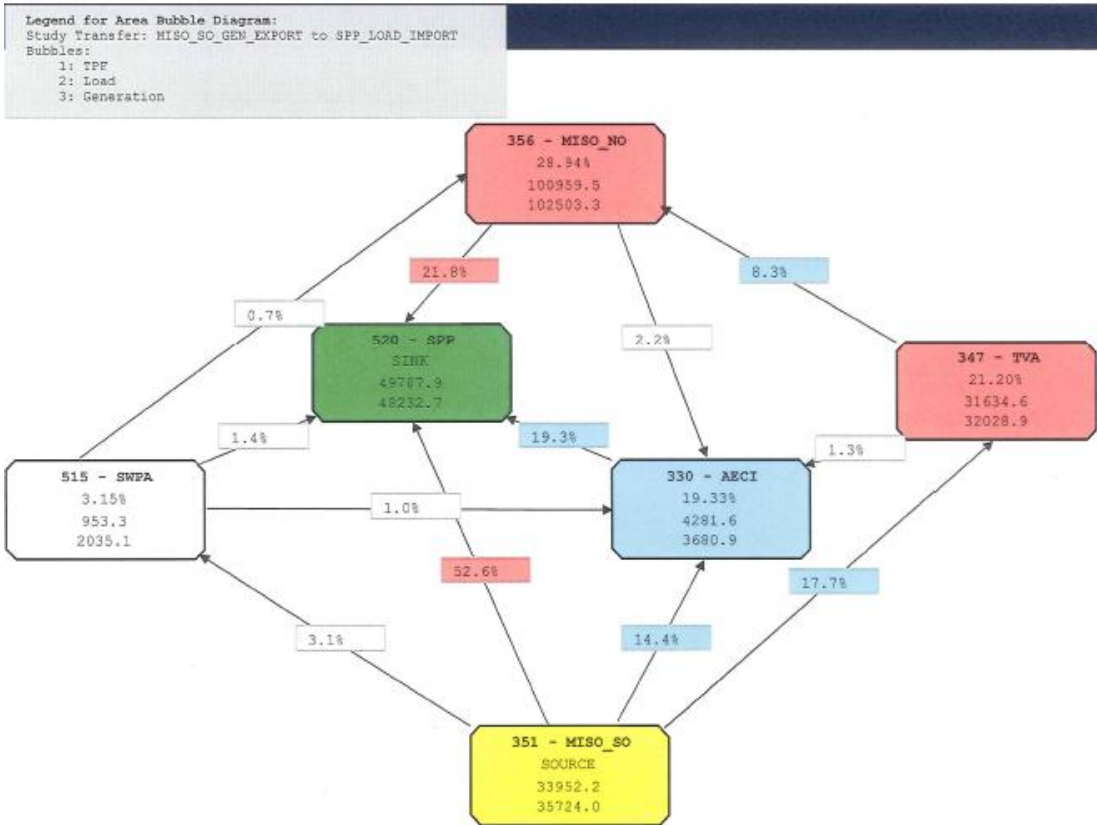 Legend for Area Bubble Diagram:
Study Transfer: MISO_SO_GEN_EXPORT to SPP_LOAD_IMPORT
Bubbles:
1: TPF
2: Load
3: Generation
356 - MISO_NO
28.94%
100959.5
102503.3
21.8%
8.3%
0.7%
520 - SPP
SINK
49767.9
48232.7
2.2%
347 - TVA
21.20%
31634.6
32028.9
1.4%
19.3%
1.3%
515 - SWPA
3.15%
953.3
2035.1
1.0%
330 - AECI
19.33%
4281.6
3680.9
52.6%
17.7%
3.1%
14.4%
351 - MISO_SO
SOURCE
33952.2
35724.0